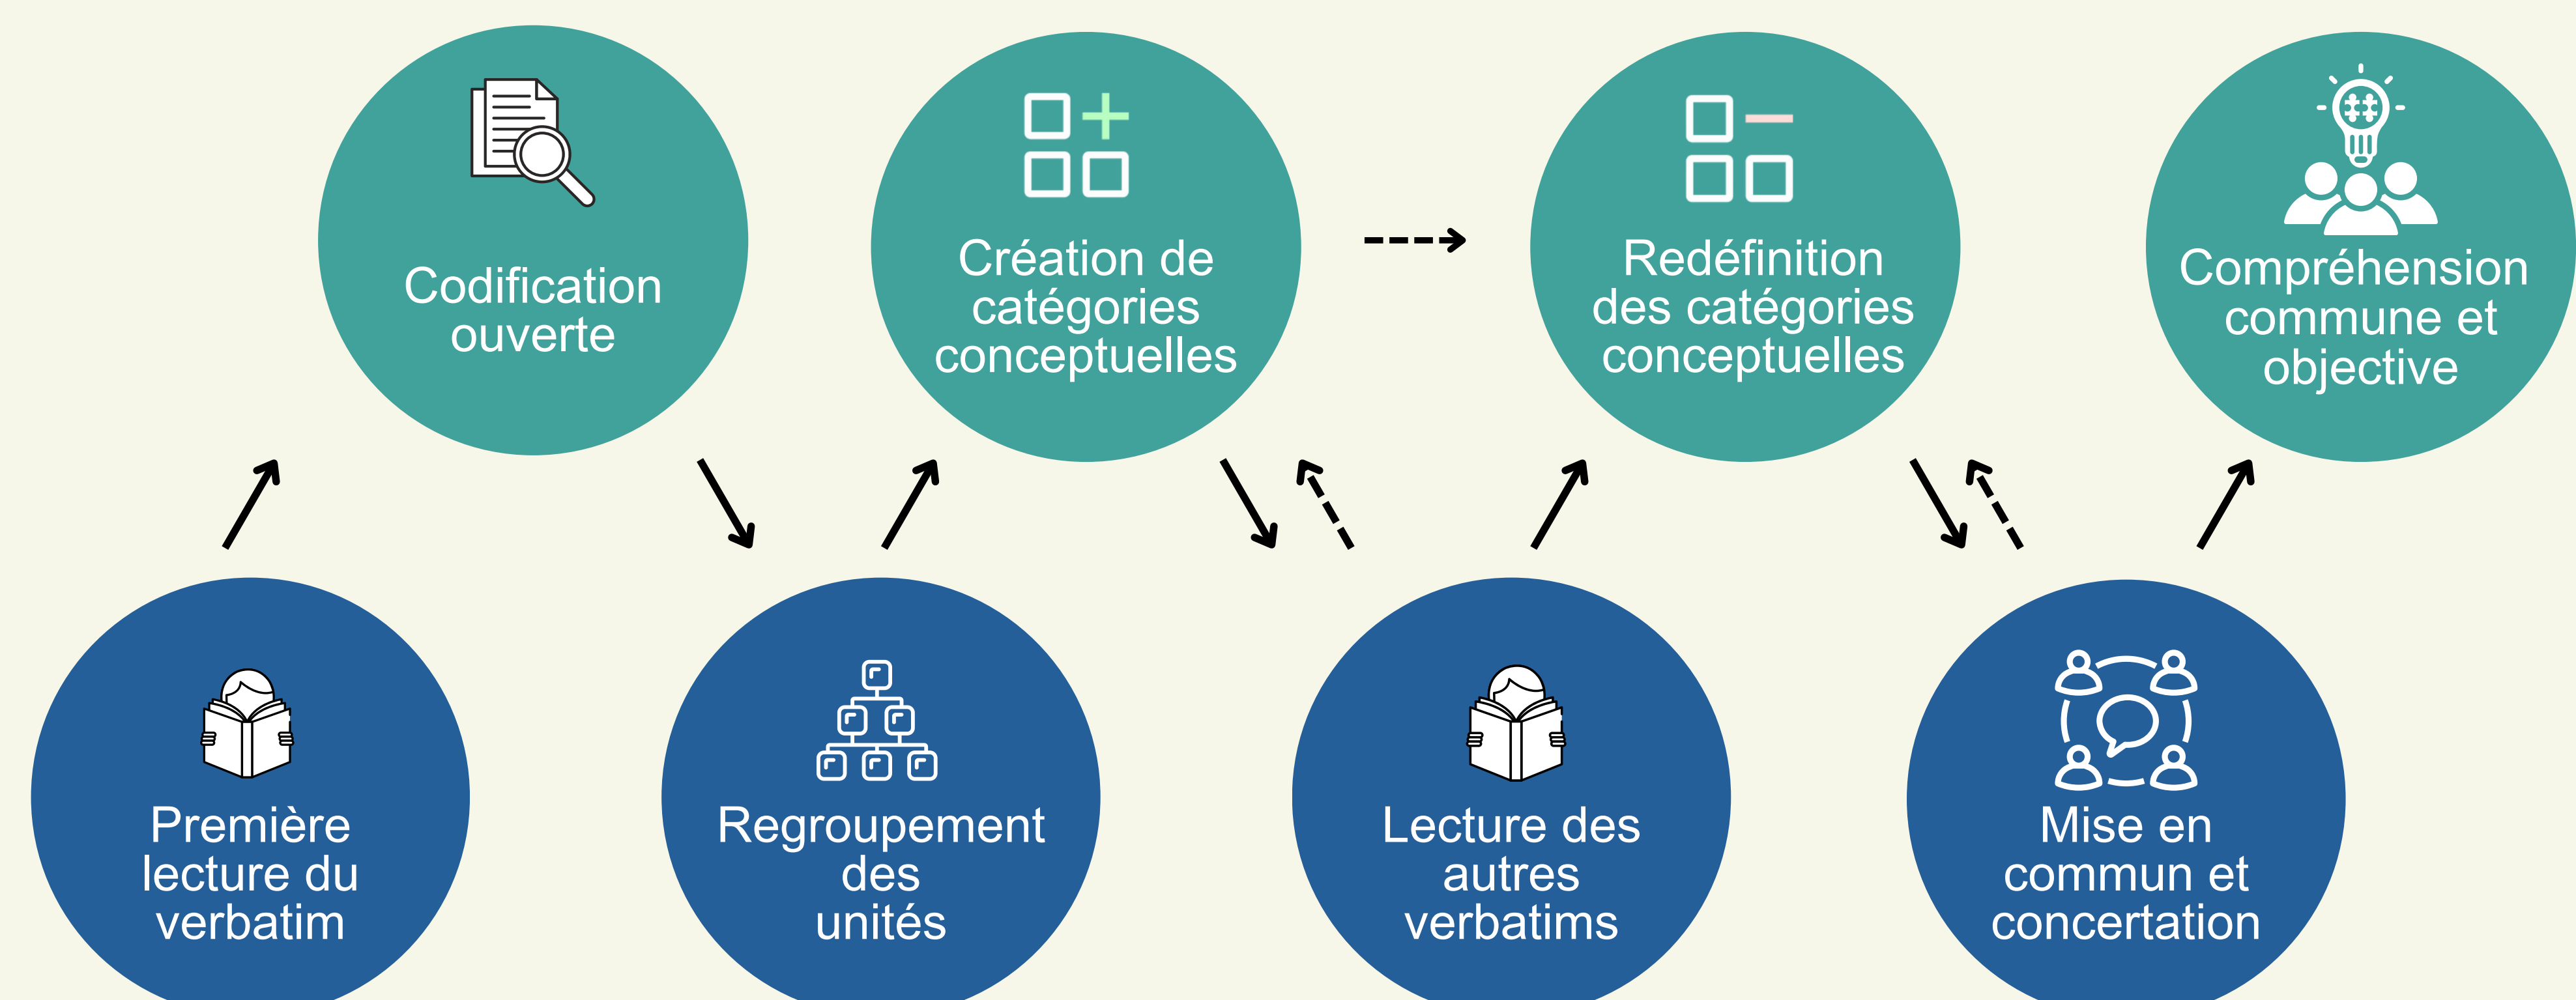 Codification
ouverte
Création de
catégories
conceptuelles
Redéfinition
des catégories
conceptuelles
Compréhension
commune et
objective
Première
lecture du
verbatim
Regroupement
des
unités
Lecture des
autres
verbatims
Mise en
commun et
concertation